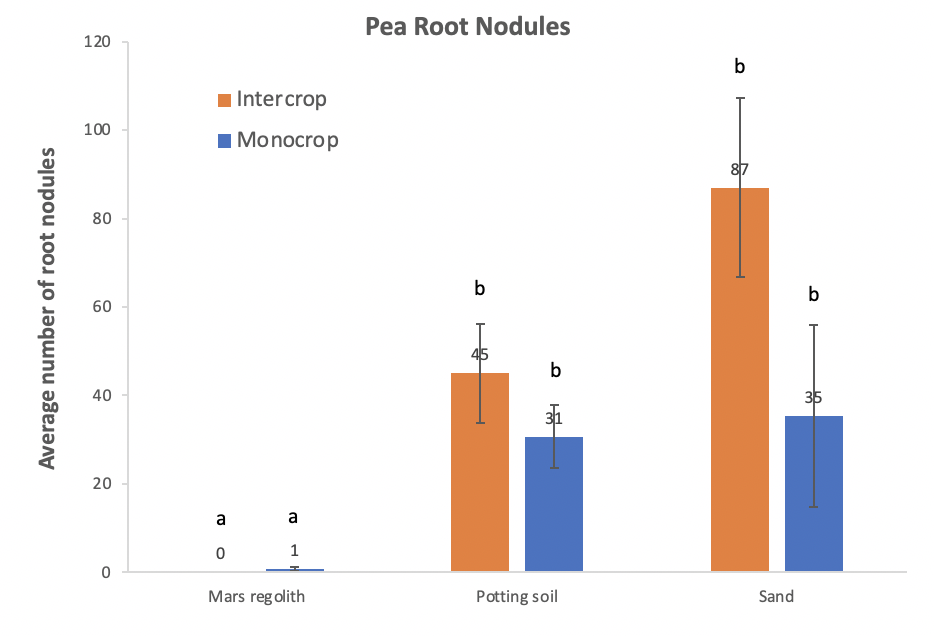 Pea Root Nodules
Average number of root nodules
120
100
80
60
40
20
0
Intercrop
Monocrop
a
0
a
1
b
45
b
31
b
87
b
35
Mars regolith
Potting soil
Sand